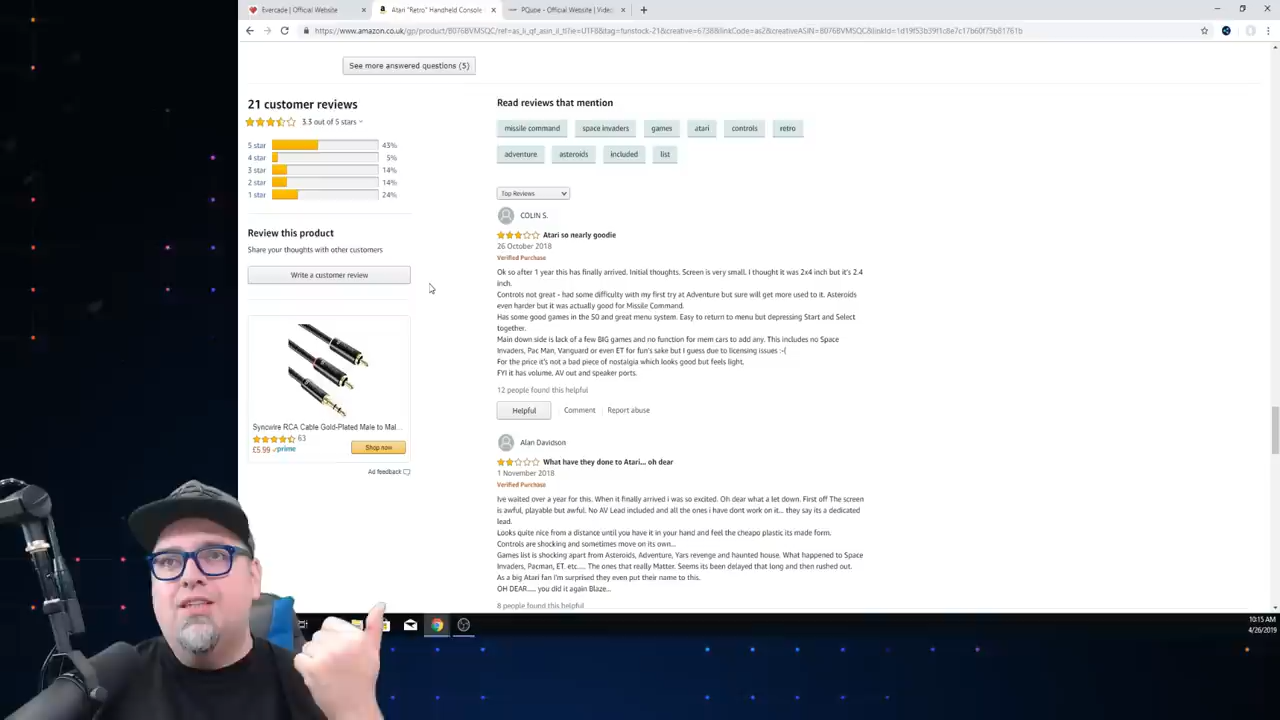 Evercade | Official Website
Atari "Retro" Handheld Console
PQube - Official Website | Vide
See more answered questions (5)
21 customer reviews
3.3 out of 5 stars
5 star 43%
4 star 5%
3 star 14%
2 star 14%
1 star 24%
Review this product
Share your thoughts with other customers
Write a customer review
Syncwire RCA Cable Gold-Plated Male to Mal...
63
£5.99 prime
Shop now
Ad feedback
Read reviews that mention
missile command space invaders games atari controls retro
adventure asteroids included list
Top Reviews
COLIN S.
Atari so nearly goodie
26 October 2018
Verified Purchase
Ok so after 1 year this has finally arrived. Initial thoughts. Screen is very small. I thought it was 2x4 inch but it's 2.4
inch.
Controls not great - had some difficulty with my first try at Adventure but sure will get more used to it. Asteroids
even harder but it was actually good for Missile Command.
Has some good games in the 50 and great menu system. Easy to return to menu but depressing Start and Select
together.
Main down side is lack of a few BIG games and no function for mem cars to add any. This includes no Space
Invaders, Pac Man, Vanguard or even ET for fun's sake but I guess due to licensing issues :-(
For the price it's not a bad piece of nostalgia which looks good but feels light.
FYI it has volume, AV out and speaker ports.
12 people found this helpful
Helpful Comment Report abuse
Alan Davidson
What have they done to Atari... oh dear
1 November 2018
Verified Purchase
Ive waited over a year for this. When it finally arrived i was so excited. Oh dear what a let down. First off The screen
is awful, playable but awful. No AV Lead included and all the ones i have dont work on it... they say its a dedicated
lead.
Looks quite nice from a distance until you have it in your hand and feel the cheapo plastic its made form.
Controls are shocking and sometimes move on its own...
Games list is shocking apart from Asteroids, Adventure, Yars revenge and haunted house. What happened to Space
Invaders, Pacman, ET. etc..... The ones that really Matter. Seems its been delayed that long and then rushed out.
As a big Atari fan I'm surprised they even put their name to this.
OH DEAR..... you did it again Blaze...
8 people found this helpful
10:15 AM
4/26/2019